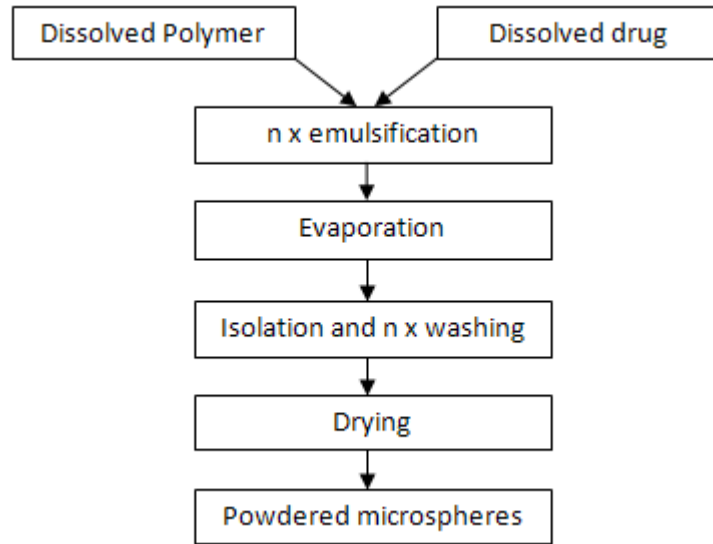 Dissolved Polymer
Dissolved drug
n x emulsification
Evaporation
Isolation and n x washing
Drying
Powdered microspheres